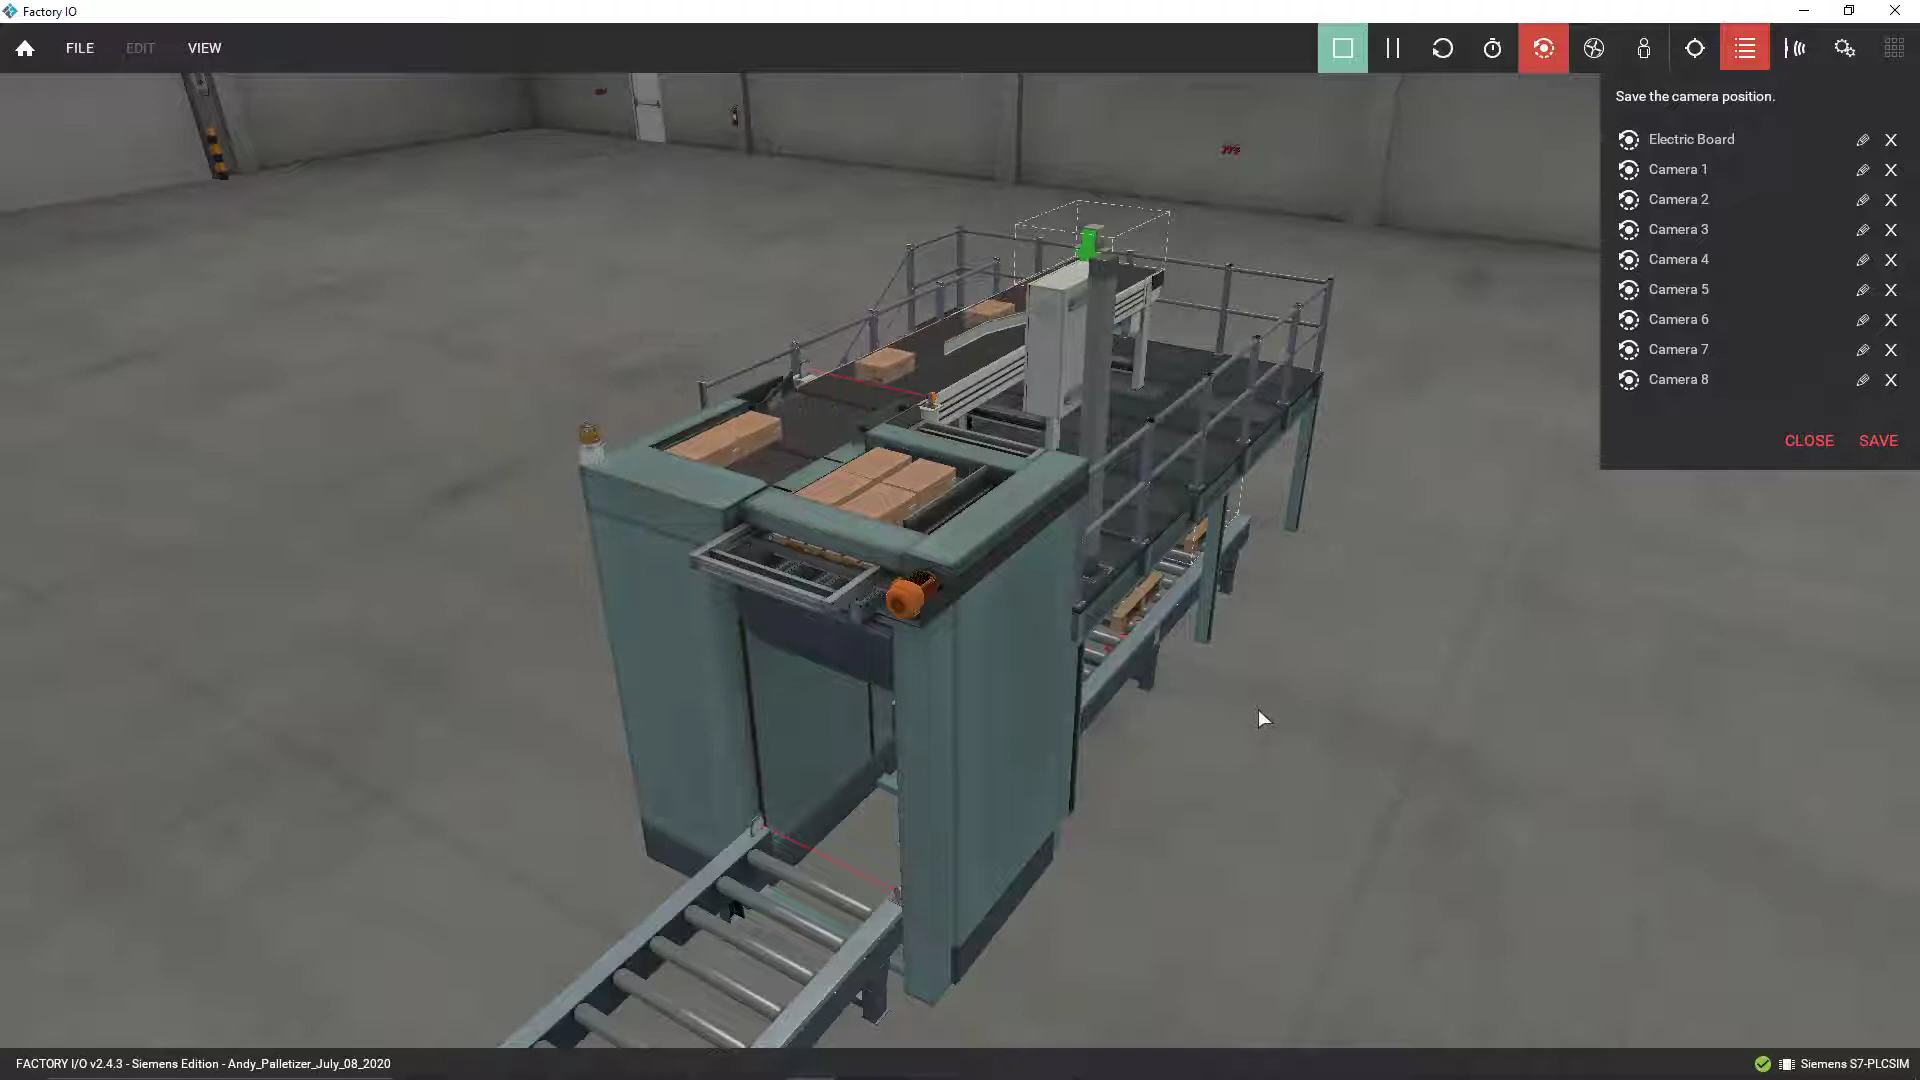 Factory IO
FILE
EDIT
VIEW
Save the camera position.
Electric Board
Camera 1
Camera 2
Camera 3
Camera 4
Camera 5
Camera 6
Camera 7
Camera 8
CLOSE
SAVE
FACTORY I/O v2.4.3 - Siemens Edition - Andy_Palletizer_July_08_2020
Siemens S7-PLCSIM